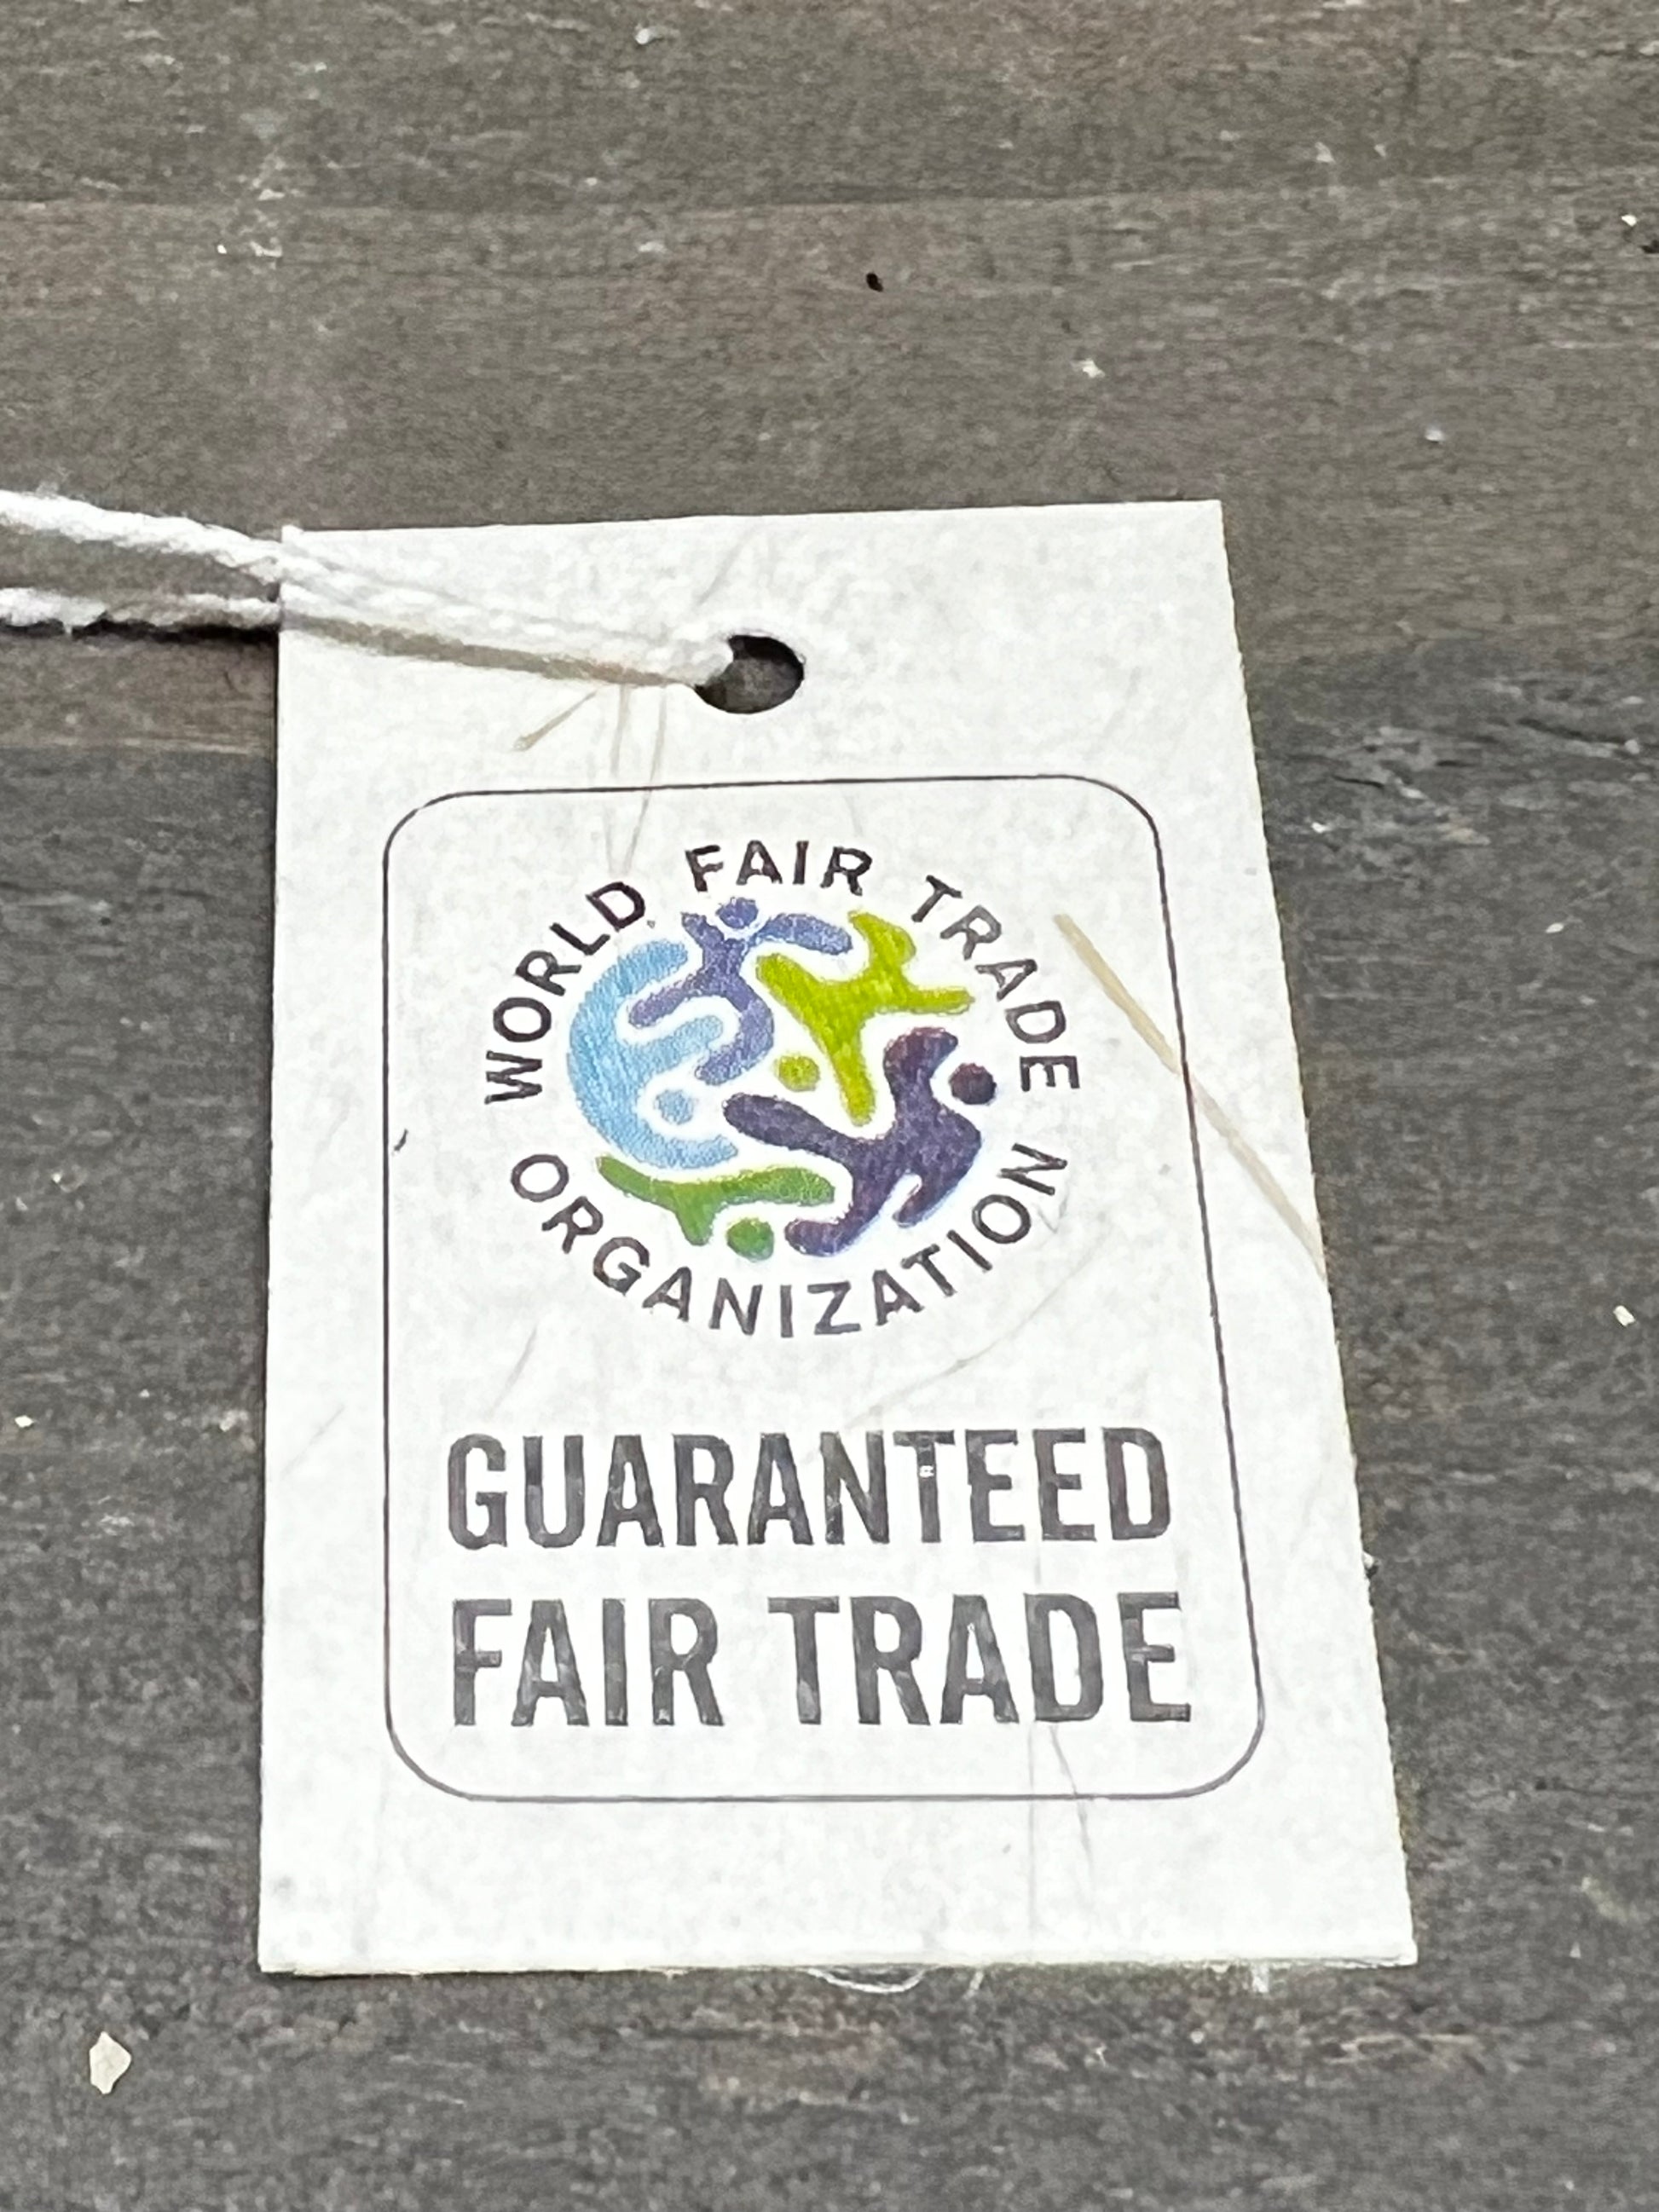 WORLD FAIR TRADE
ORGANIZATION
GUARANTEED
FAIR TRADE